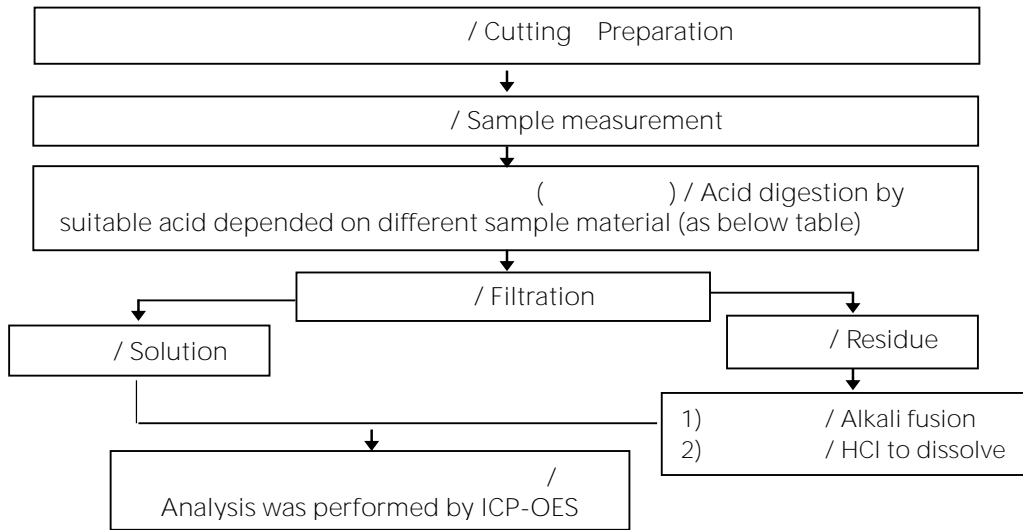 / Cutting Preparation
/ Sample measurement
( ) / Acid digestion by
suitable acid depended on different sample material (as below table)
/ Filtration
/ Solution
/ Residue
1) / Alkali fusion
2) / HCl to dissolve
/
Analysis was performed by ICP-OES